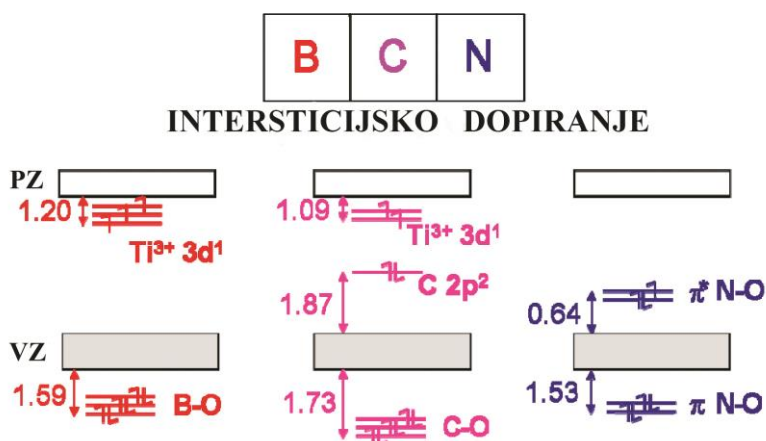 B C N
INTERSTICIJSKO DOPIRANJE
PZ
1.20
Ti³⁺ 3d¹
1.09
Ti³⁺ 3d¹
C 2p²
1.87
0.64
π* N-O
VZ
1.59
B-O
1.73
C-O
1.53
π N-O